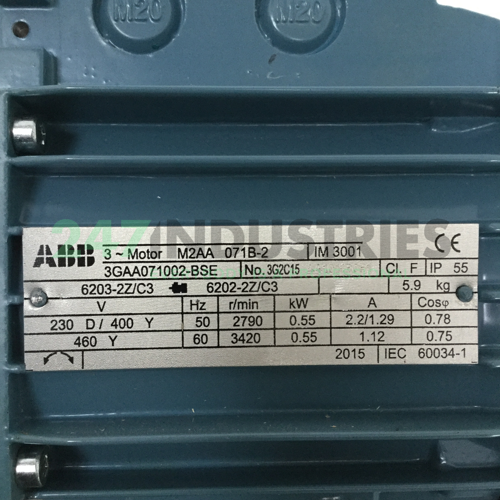 M20 M20
247INDUSTRIES
ABB 3 ~ Motor M2AA 071B-2 IM 3001 CE
3GAA071002-BSE No. 3G2C15 Cl. F IP 55
6203-2Z/C3 6202-2Z/C3 5.9 kg
V Hz r/min kW A Cosφ
230 D / 400 Y 50 2790 0.55 2.2/1.29 0.78
460 Y 60 3420 0.55 1.12 0.75
2015 IEC 60034-1